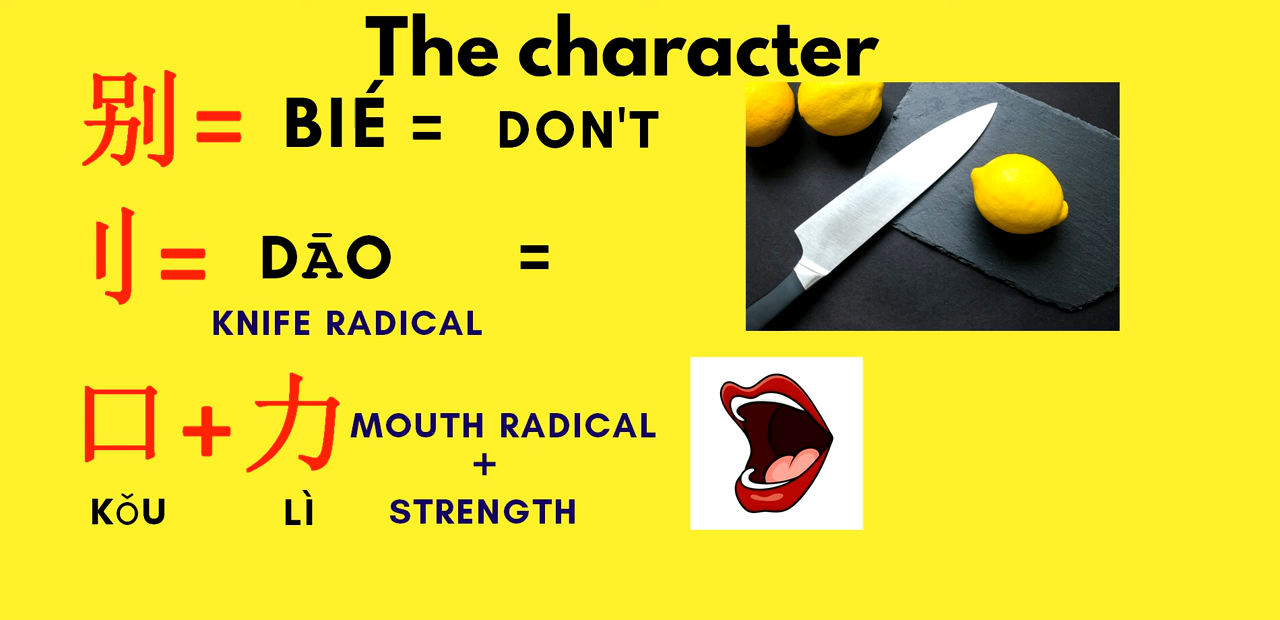 The character
别= BIÉ = DON'T
刂= DĀO =
KNIFE RADICAL
口+力 MOUTH RADICAL
+
KǑU LÌ STRENGTH